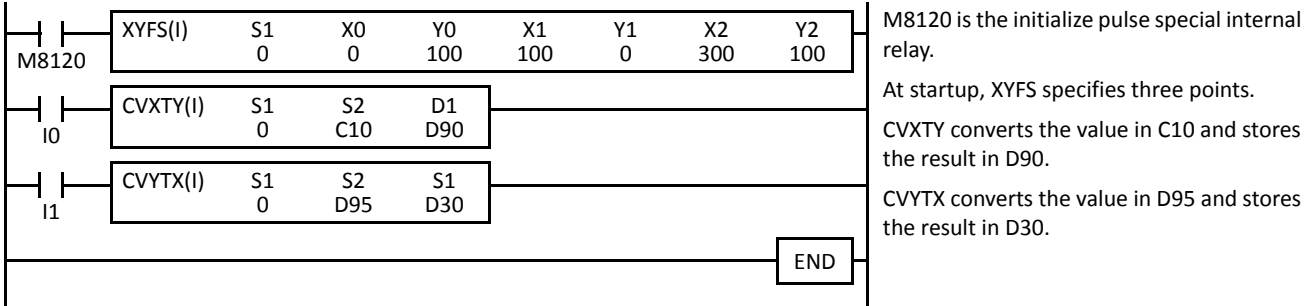 XYFS(I) S1 X0 Y0 X1 Y1 X2 Y2
0 0 100 100 0 300 100
M8120
CVXTY(I) S1 S2 D1
0 C10 D90
I0
CVYTX(I) S1 S2 S1
0 D95 D30
I1
END
M8120 is the initialize pulse special internal
relay.
At startup, XYFS specifies three points.
CVXTY converts the value in C10 and stores
the result in D90.
CVYTX converts the value in D95 and stores
the result in D30.